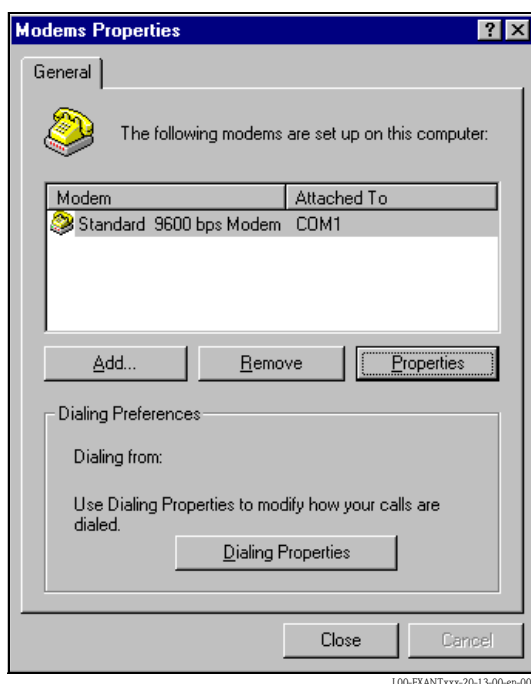 Modems Properties
General
The following modems are set up on this computer:
Modem Attached To
Standard 9600 bps Modem COM1
Add... Remove Properties
Dialing Preferences
Dialing from:
Use Dialing Properties to modify how your calls are
dialed.
Dialing Properties
Close Cancel
L00-FXANTxxx-20-13-00-en-00